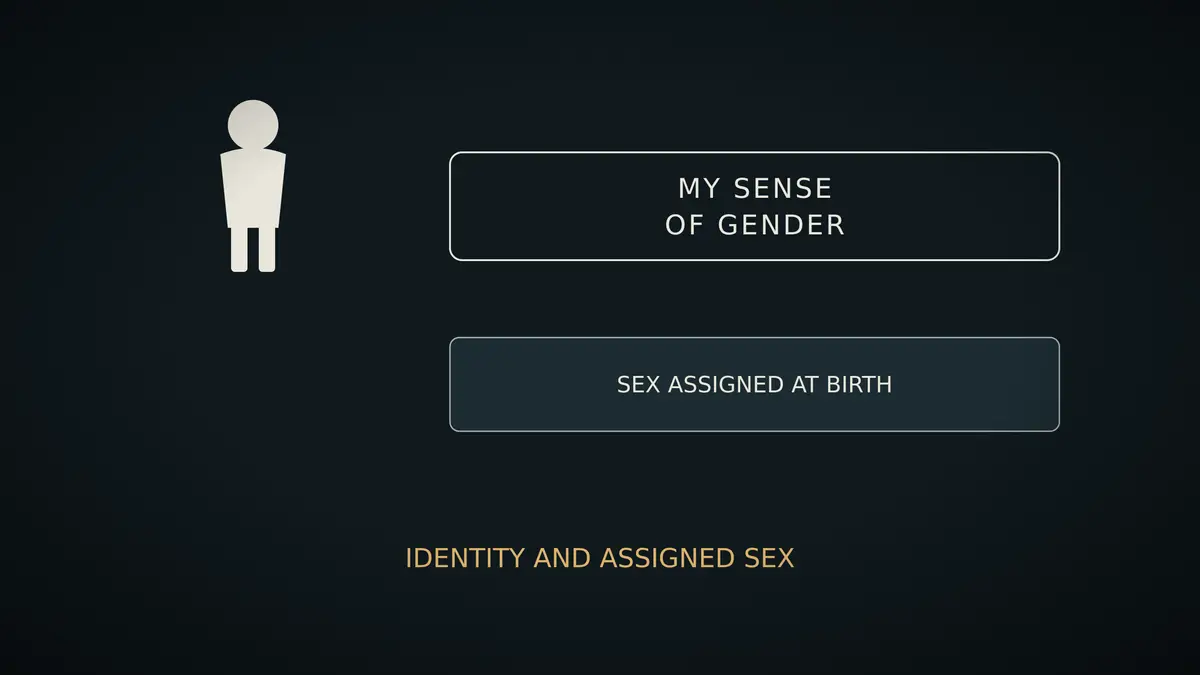 MY SENSE
OF GENDER
SEX ASSIGNED AT BIRTH
IDENTITY AND ASSIGNED SEX